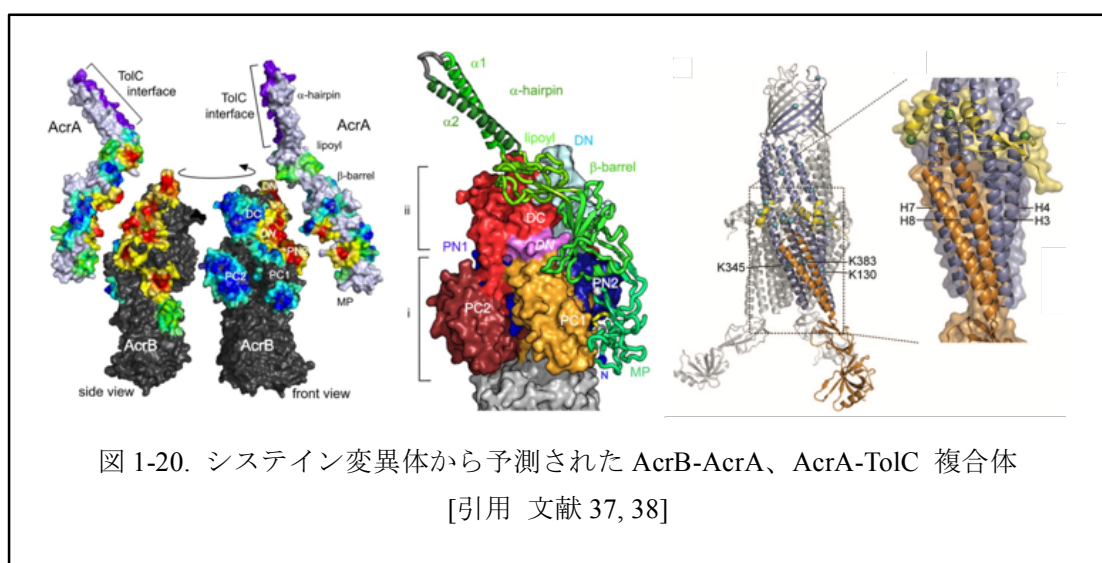 TolC
interface
AcrA
DC
DN
PN2
PC2
PC1
AcrB
AcrB
side view
front view
TolC
interface
α-hairpin
AcrA
lipoyl
β-barrel
MP
α1
α-hairpin
α2
lipoyl
DN
β-barrel
DC
DN
PN1
PN2
PC2
PC1
N
MP
K345
K383
K130
H7
H8
H4
H3
図 1-20. システイン変異体から予測された AcrB-AcrA、AcrA-TolC 複合体
[引用 文献 37, 38]